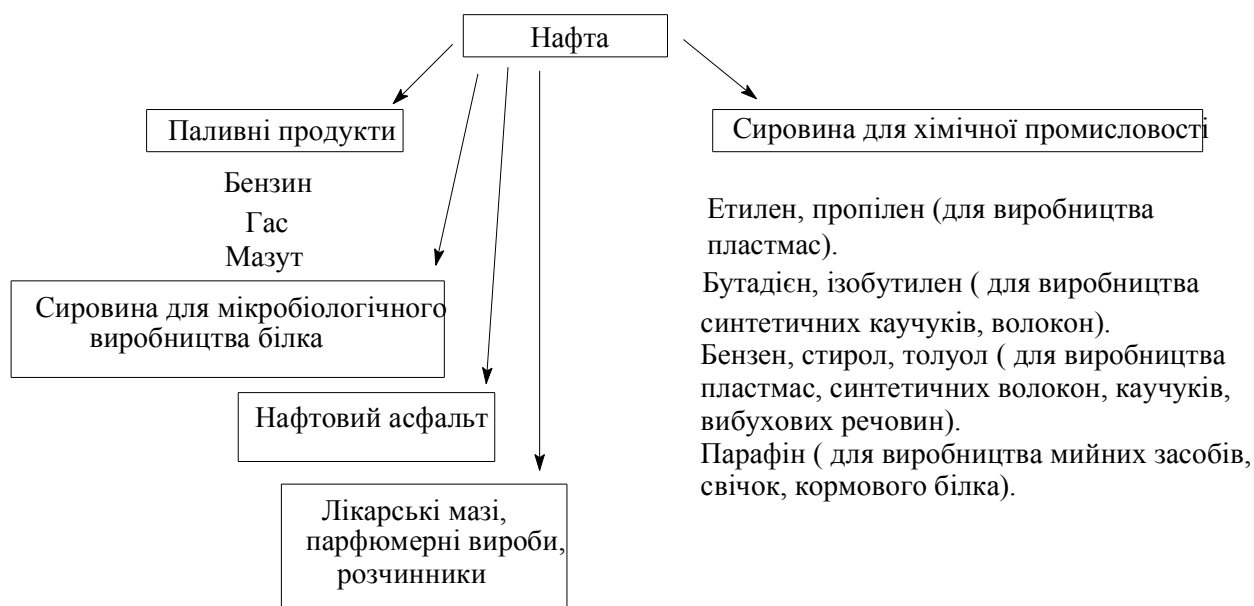 Нафта
Паливні продукти
Бензин
Гас
Мазут
Сировина для мікробіологічного
виробництва білка
Нафтовий асфальт
Лікарські мазі,
парфюмерні вироби,
розчинники
Сировина для хімічної промисловості
Етилен, пропілен (для виробництва
пластмас).
Бутадієн, ізобутилен ( для виробництва
синтетичних каучуків, волокон).
Бензен, стирол, толуол ( для виробництва
пластмас, синтетичних волокон, каучуків,
вибухових речовин).
Парафін ( для виробництва мийних засобів,
свічок, кормового білка).